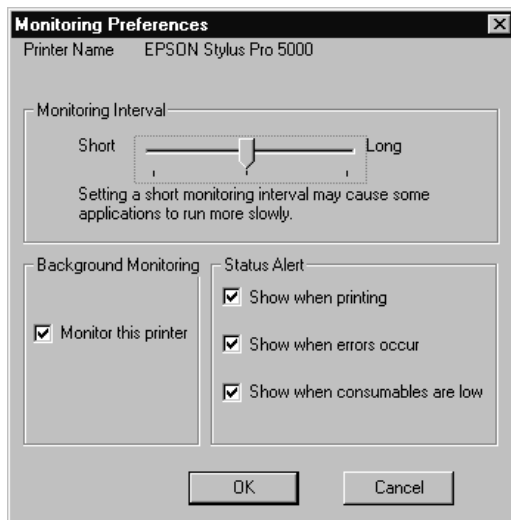 Monitoring Preferences
Printer Name EPSON Stylus Pro 5000
Monitoring Interval
Short Long
Setting a short monitoring interval may cause some
applications to run more slowly.
Background Monitoring
Monitor this printer
Status Alert
Show when printing
Show when errors occur
Show when consumables are low
OK Cancel